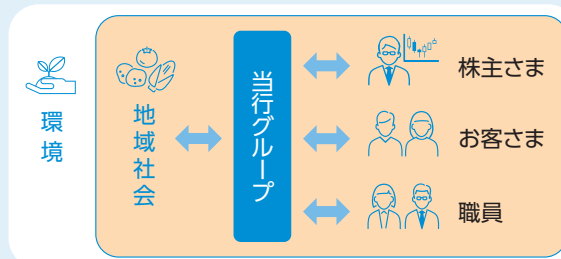 環境
地域社会
当行グループ
株主さま
お客さま
職員